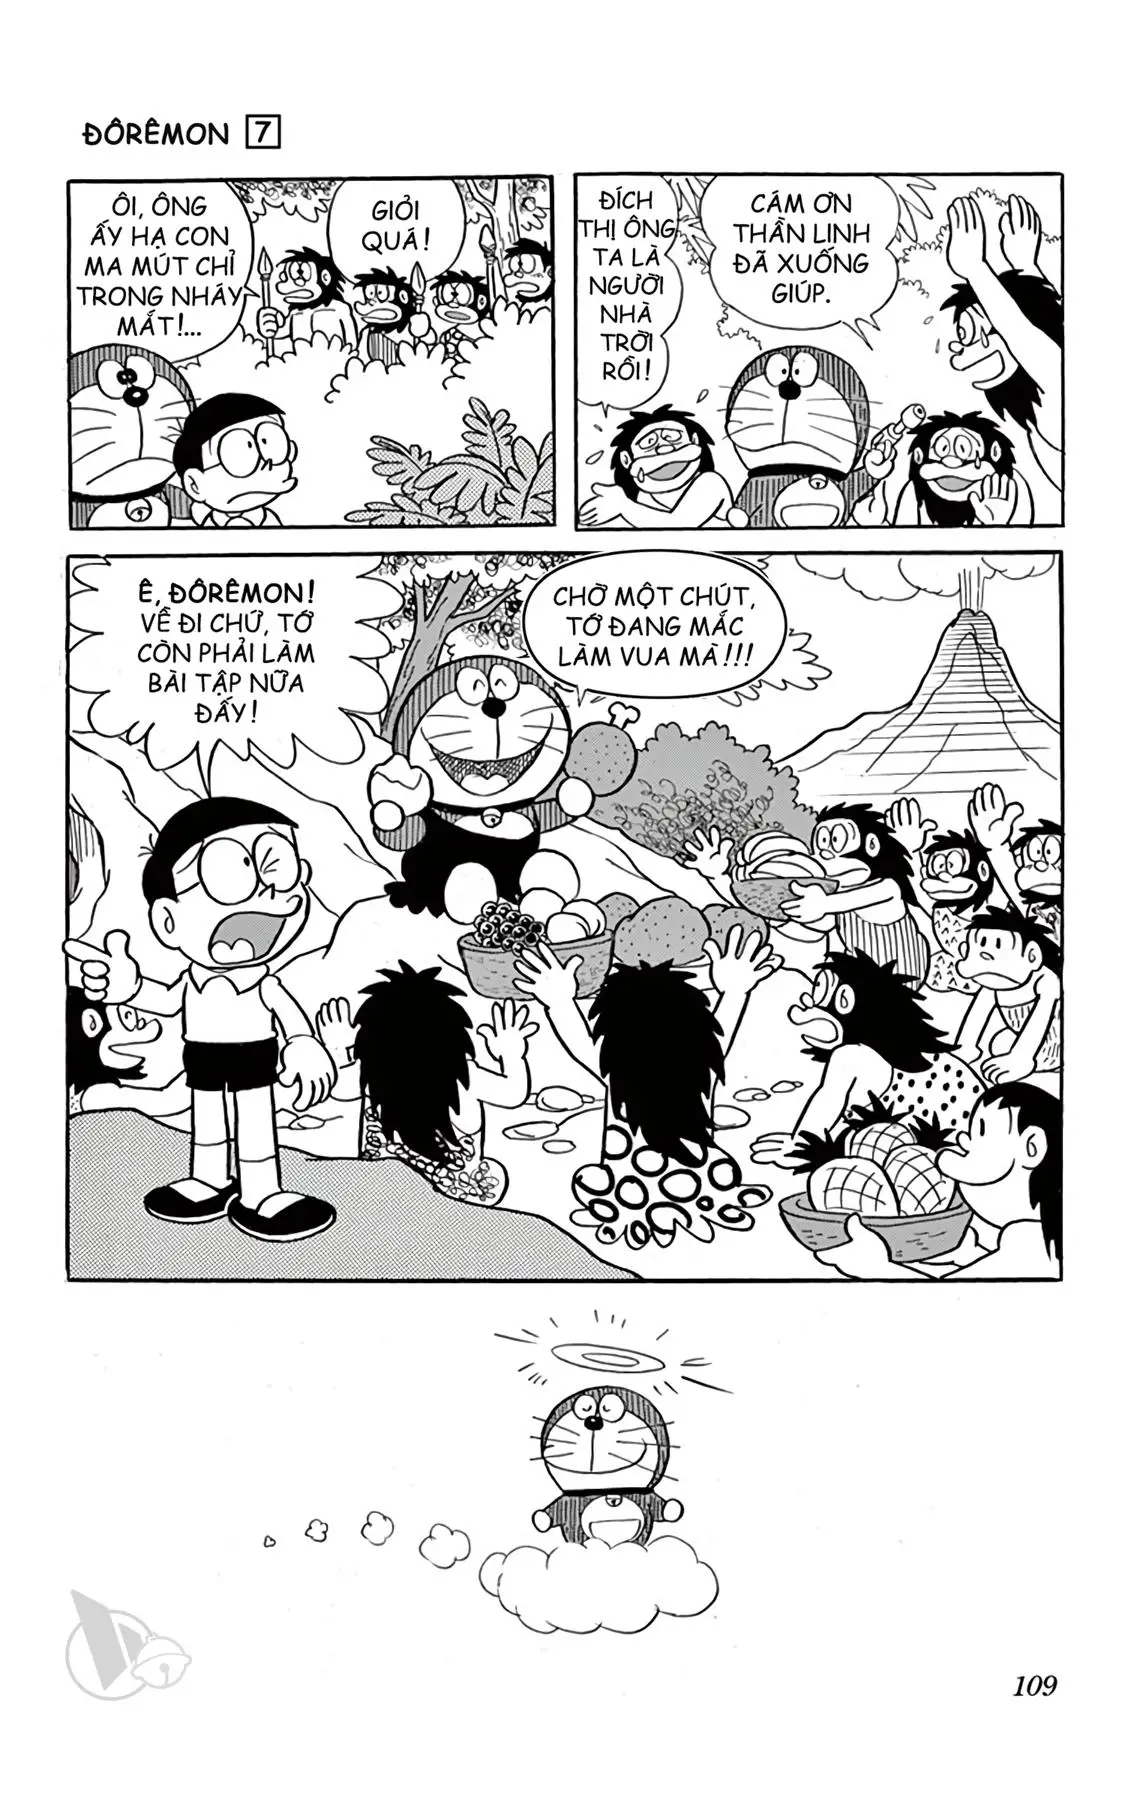 ĐÔRÊMON 7
ÔI, ÔNG
ẤY HẠ CON
MA MÚT CHỈ
TRONG NHÁY
MẮT!...
GIỎI
QUÁ!
ĐÍCH
THỊ ÔNG
TA LÀ
NGƯỜI
NHÀ
TRỜI
RỒI!
CÁM ƠN
THẦN LINH
ĐÃ XUỐNG
GIÚP.
Ê, ĐÔRÊMON!
VỀ ĐI CHỨ, TỚ
CÒN PHẢI LÀM
BÀI TẬP NỮA
ĐẤY!
CHỜ MỘT CHÚT,
TỚ ĐANG MẮC
LÀM VUA MÀ!!!
109